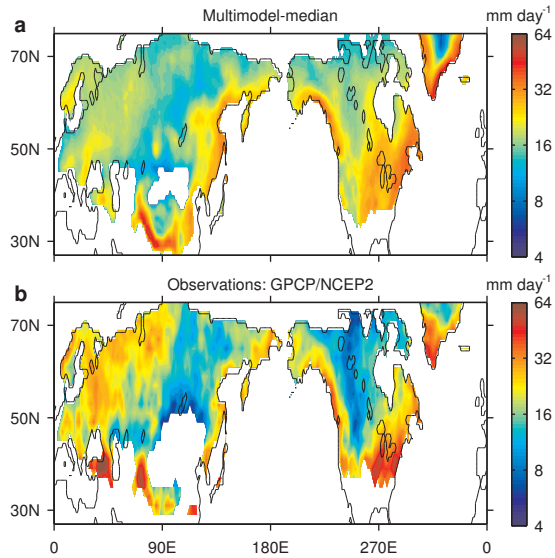 a Multimodel-median mm day⁻¹
70N
50N
30N
64
32
16
8
4
b Observations: GPCP/NCEP2 mm day⁻¹
70N
50N
30N
64
32
16
8
4
0 90E 180E 270E 0